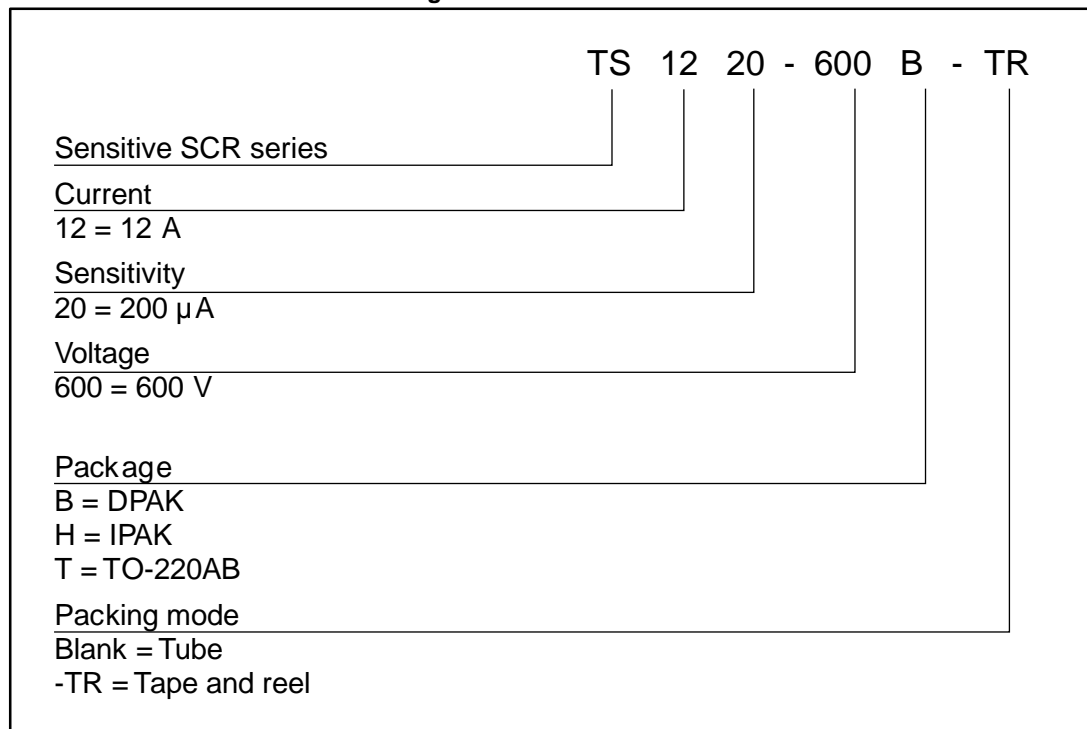 TS 12 20 - 600 B - TR
Sensitive SCR series
Current
12 = 12 A
Sensitivity
20 = 200 µA
Voltage
600 = 600 V
Package
B = DPAK
H = IPAK
T = TO-220AB
Packing mode
Blank = Tube
-TR = Tape and reel